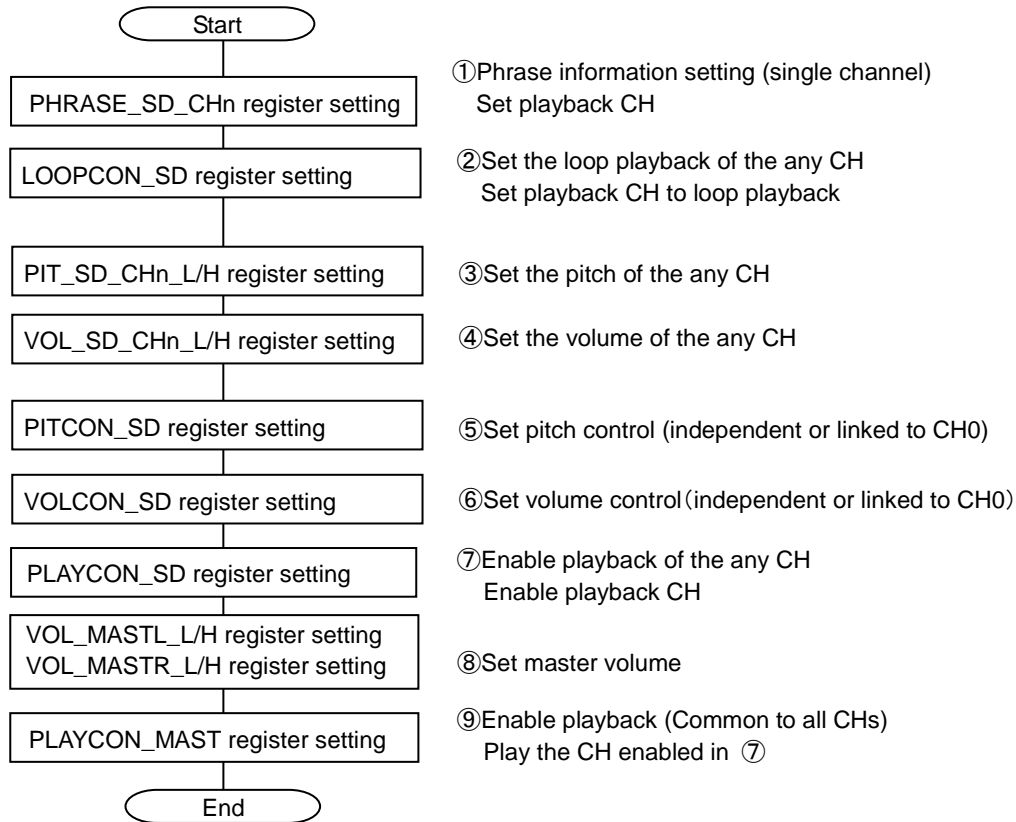 Start
PHRASE_SD_CHn register setting
①Phrase information setting (single channel)
Set playback CH
LOOPCON_SD register setting
②Set the loop playback of the any CH
Set playback CH to loop playback
PIT_SD_CHn_L/H register setting
③Set the pitch of the any CH
VOL_SD_CHn_L/H register setting
④Set the volume of the any CH
PITCON_SD register setting
⑤Set pitch control (independent or linked to CH0)
VOLCON_SD register setting
⑥Set volume control（independent or linked to CH0）
PLAYCON_SD register setting
⑦Enable playback of the any CH
Enable playback CH
VOL_MASTL_L/H register setting
VOL_MASTR_L/H register setting
⑧Set master volume
PLAYCON_MAST register setting
⑨Enable playback (Common to all CHs)
Play the CH enabled in ⑦
End